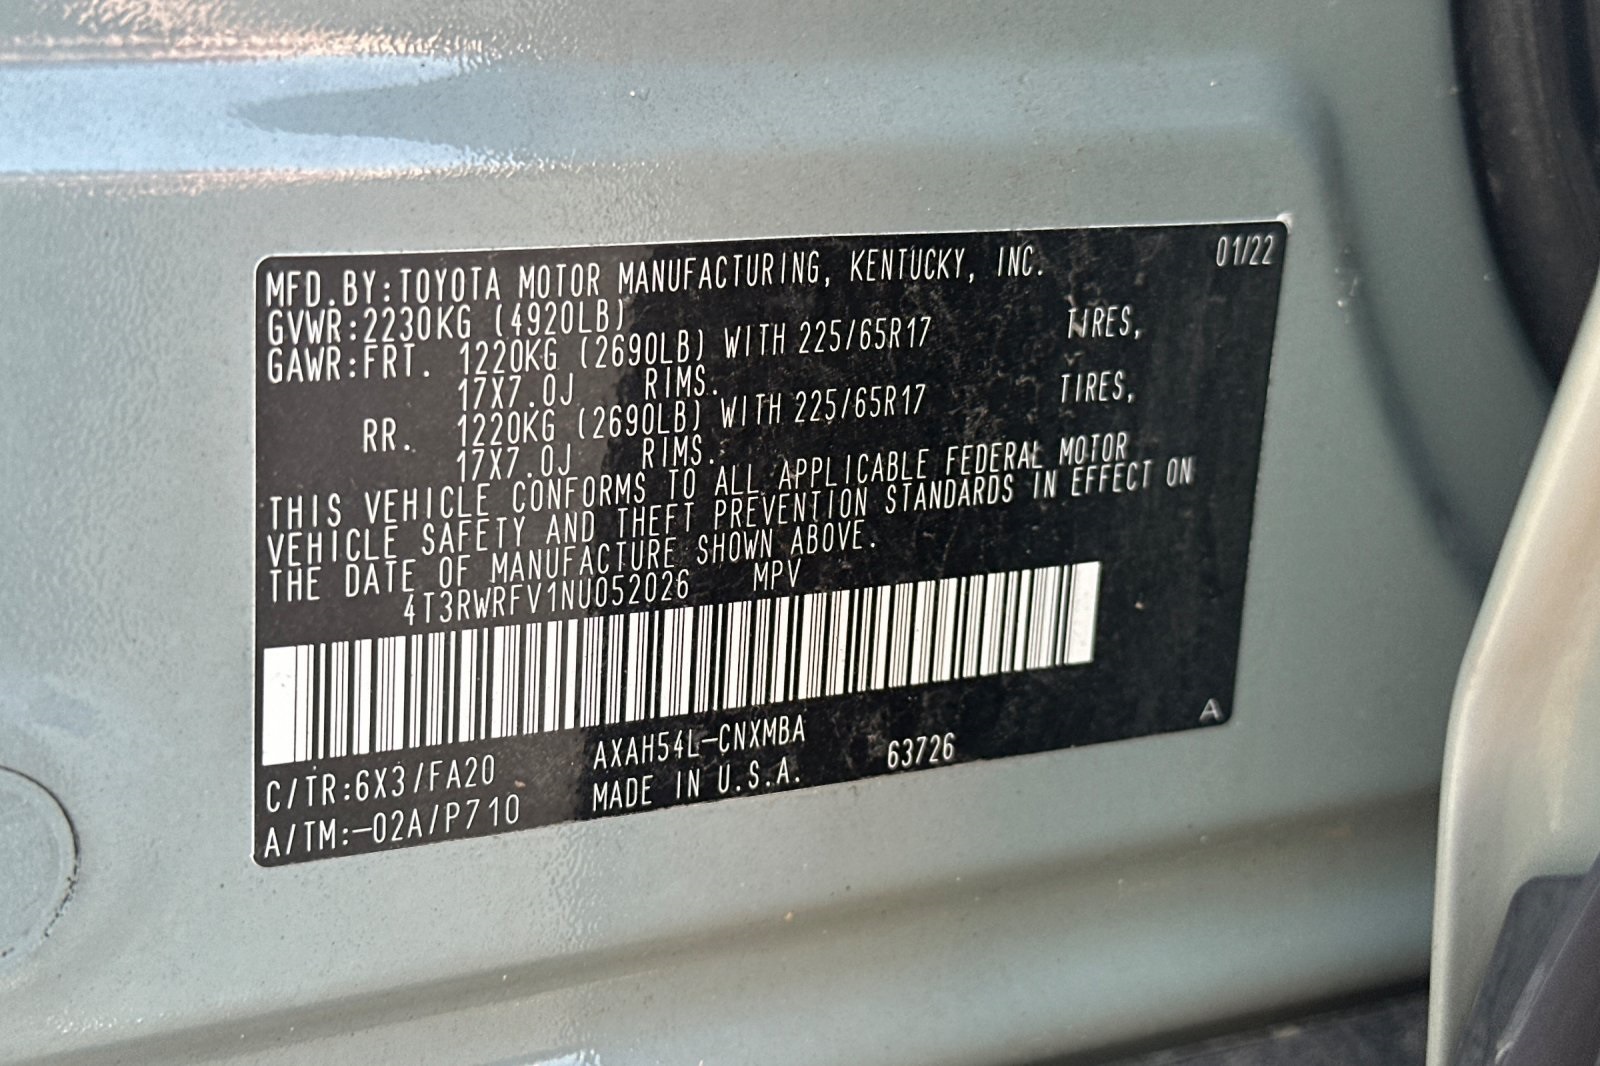 MFD.BY:TOYOTA MOTOR MANUFACTURING, KENTUCKY, INC. 01/22
GVWR:2230KG (4920LB)
GAWR:FRT. 1220KG (2690LB) WITH 225/65R17 TIRES,
17X7.0J RIMS.
RR. 1220KG (2690LB) WITH 225/65R17 TIRES,
17X7.0J RIMS.
THIS VEHICLE CONFORMS TO ALL APPLICABLE FEDERAL MOTOR
VEHICLE SAFETY AND THEFT PREVENTION STANDARDS IN EFFECT ON
THE DATE OF MANUFACTURE SHOWN ABOVE.
4T3RWRFV1NU052026 MPV
C/TR:6X3/FA20 AXAH54L-CNXMBA
A/TM:-02A/P710 MADE IN U.S.A. 63726 A